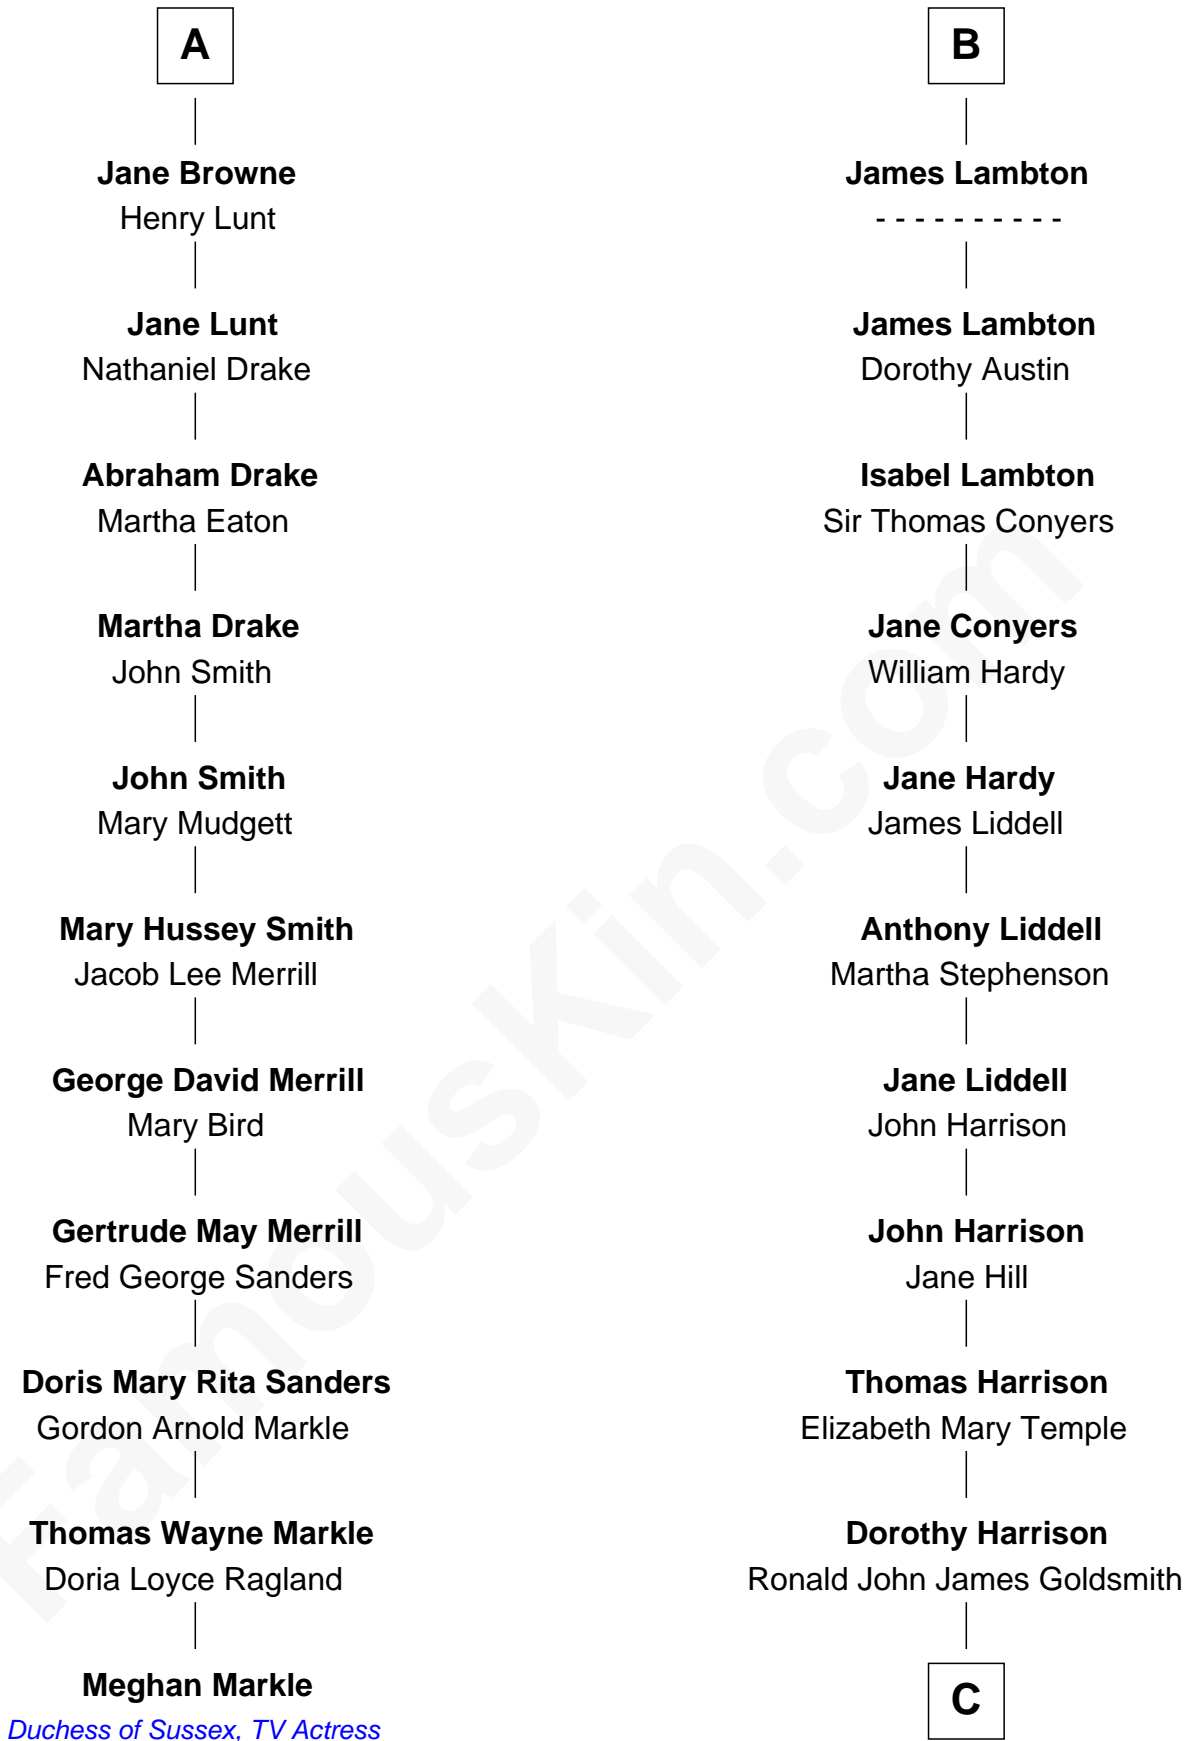 A
Jane Browne
Henry Lunt
Jane Lunt
Nathaniel Drake
Abraham Drake
Martha Eaton
Martha Drake
John Smith
John Smith
Mary Mudgett
Mary Hussey Smith
Jacob Lee Merrill
George David Merrill
Mary Bird
Gertrude May Merrill
Fred George Sanders
Doris Mary Rita Sanders
Gordon Arnold Markle
Thomas Wayne Markle
Doria Loyce Ragland
Meghan Markle
Duchess of Sussex, TV Actress
B
James Lambton
- - - - - - - - - -
James Lambton
Dorothy Austin
Isabel Lambton
Sir Thomas Conyers
Jane Conyers
William Hardy
Jane Hardy
James Liddell
Anthony Liddell
Martha Stephenson
Jane Liddell
John Harrison
John Harrison
Jane Hill
Thomas Harrison
Elizabeth Mary Temple
Dorothy Harrison
Ronald John James Goldsmith
C
FamousKin.com